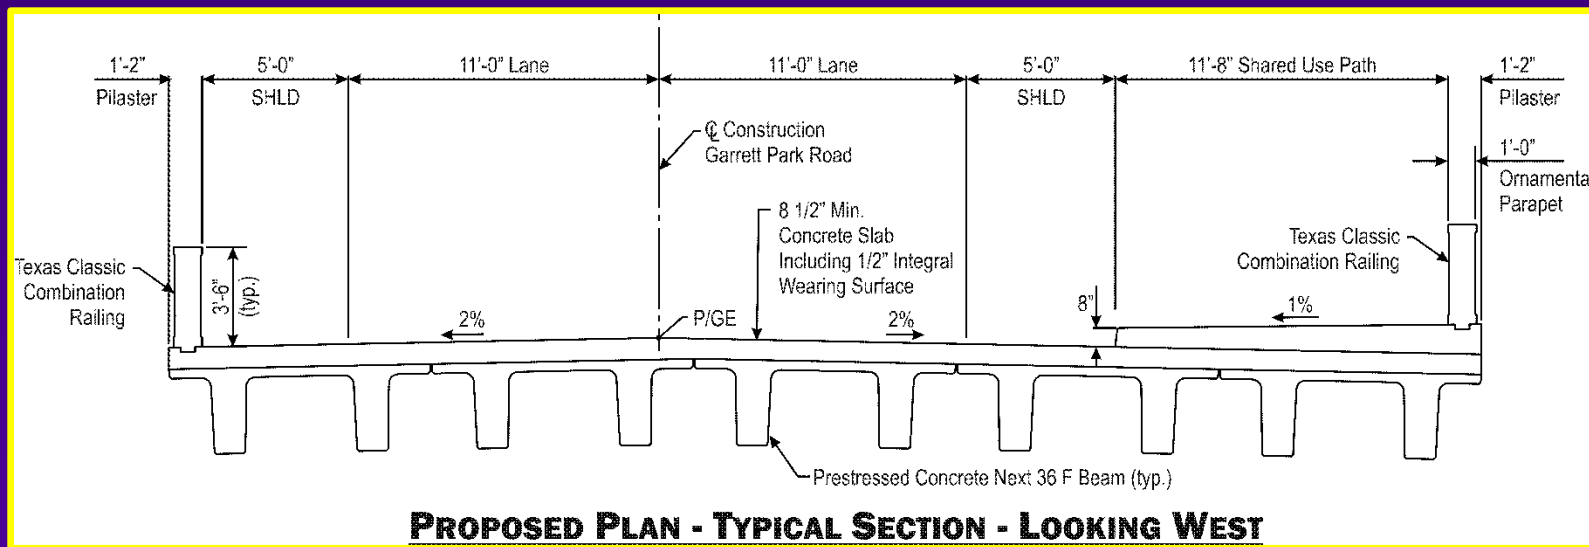 1'-2"
Pilaster
5'-0"
SHLD
11'-0" Lane
11'-0" Lane
5'-0"
SHLD
11'-8" Shared Use Path
1'-2"
Pilaster
℄ Construction
Garrett Park Road
1'-0"
Ornamenta
Parapet
8 1/2" Min.
Concrete Slab
Including 1/2" Integral
Wearing Surface
Texas Classic
Combination
Railing
3'-6"
(typ.)
Texas Classic
Combination Railing
2%
P/GE
2%
8"
1%
Prestressed Concrete Next 36 F Beam (typ.)
PROPOSED PLAN - TYPICAL SECTION - LOOKING WEST